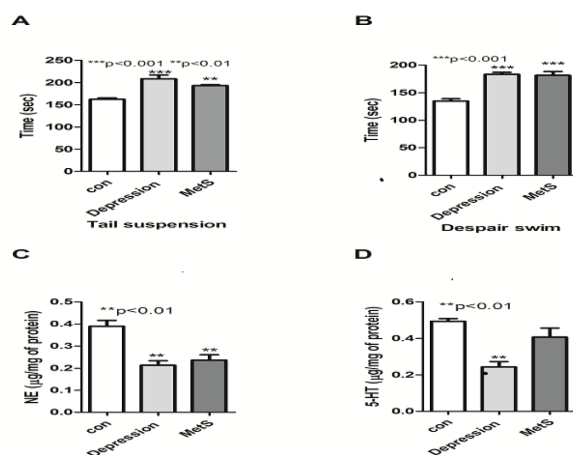 A
***p<0.001 **p<0.01
250
200
150
100
50
0
Time (sec)
***
**
con
Depression
MetS
Tail suspension
B
***p<0.001
200
150
100
50
0
Time (sec)
***
***
con
Depression
MetS
Despair swim
C
**p<0.01
0.5
0.4
0.3
0.2
0.1
0.0
NE (µg/mg of protein)
**
**
con
Depression
MetS
D
**p<0.01
0.6
0.4
0.2
0.0
5-HT (µg/mg of protein)
**
con
Depression
MetS